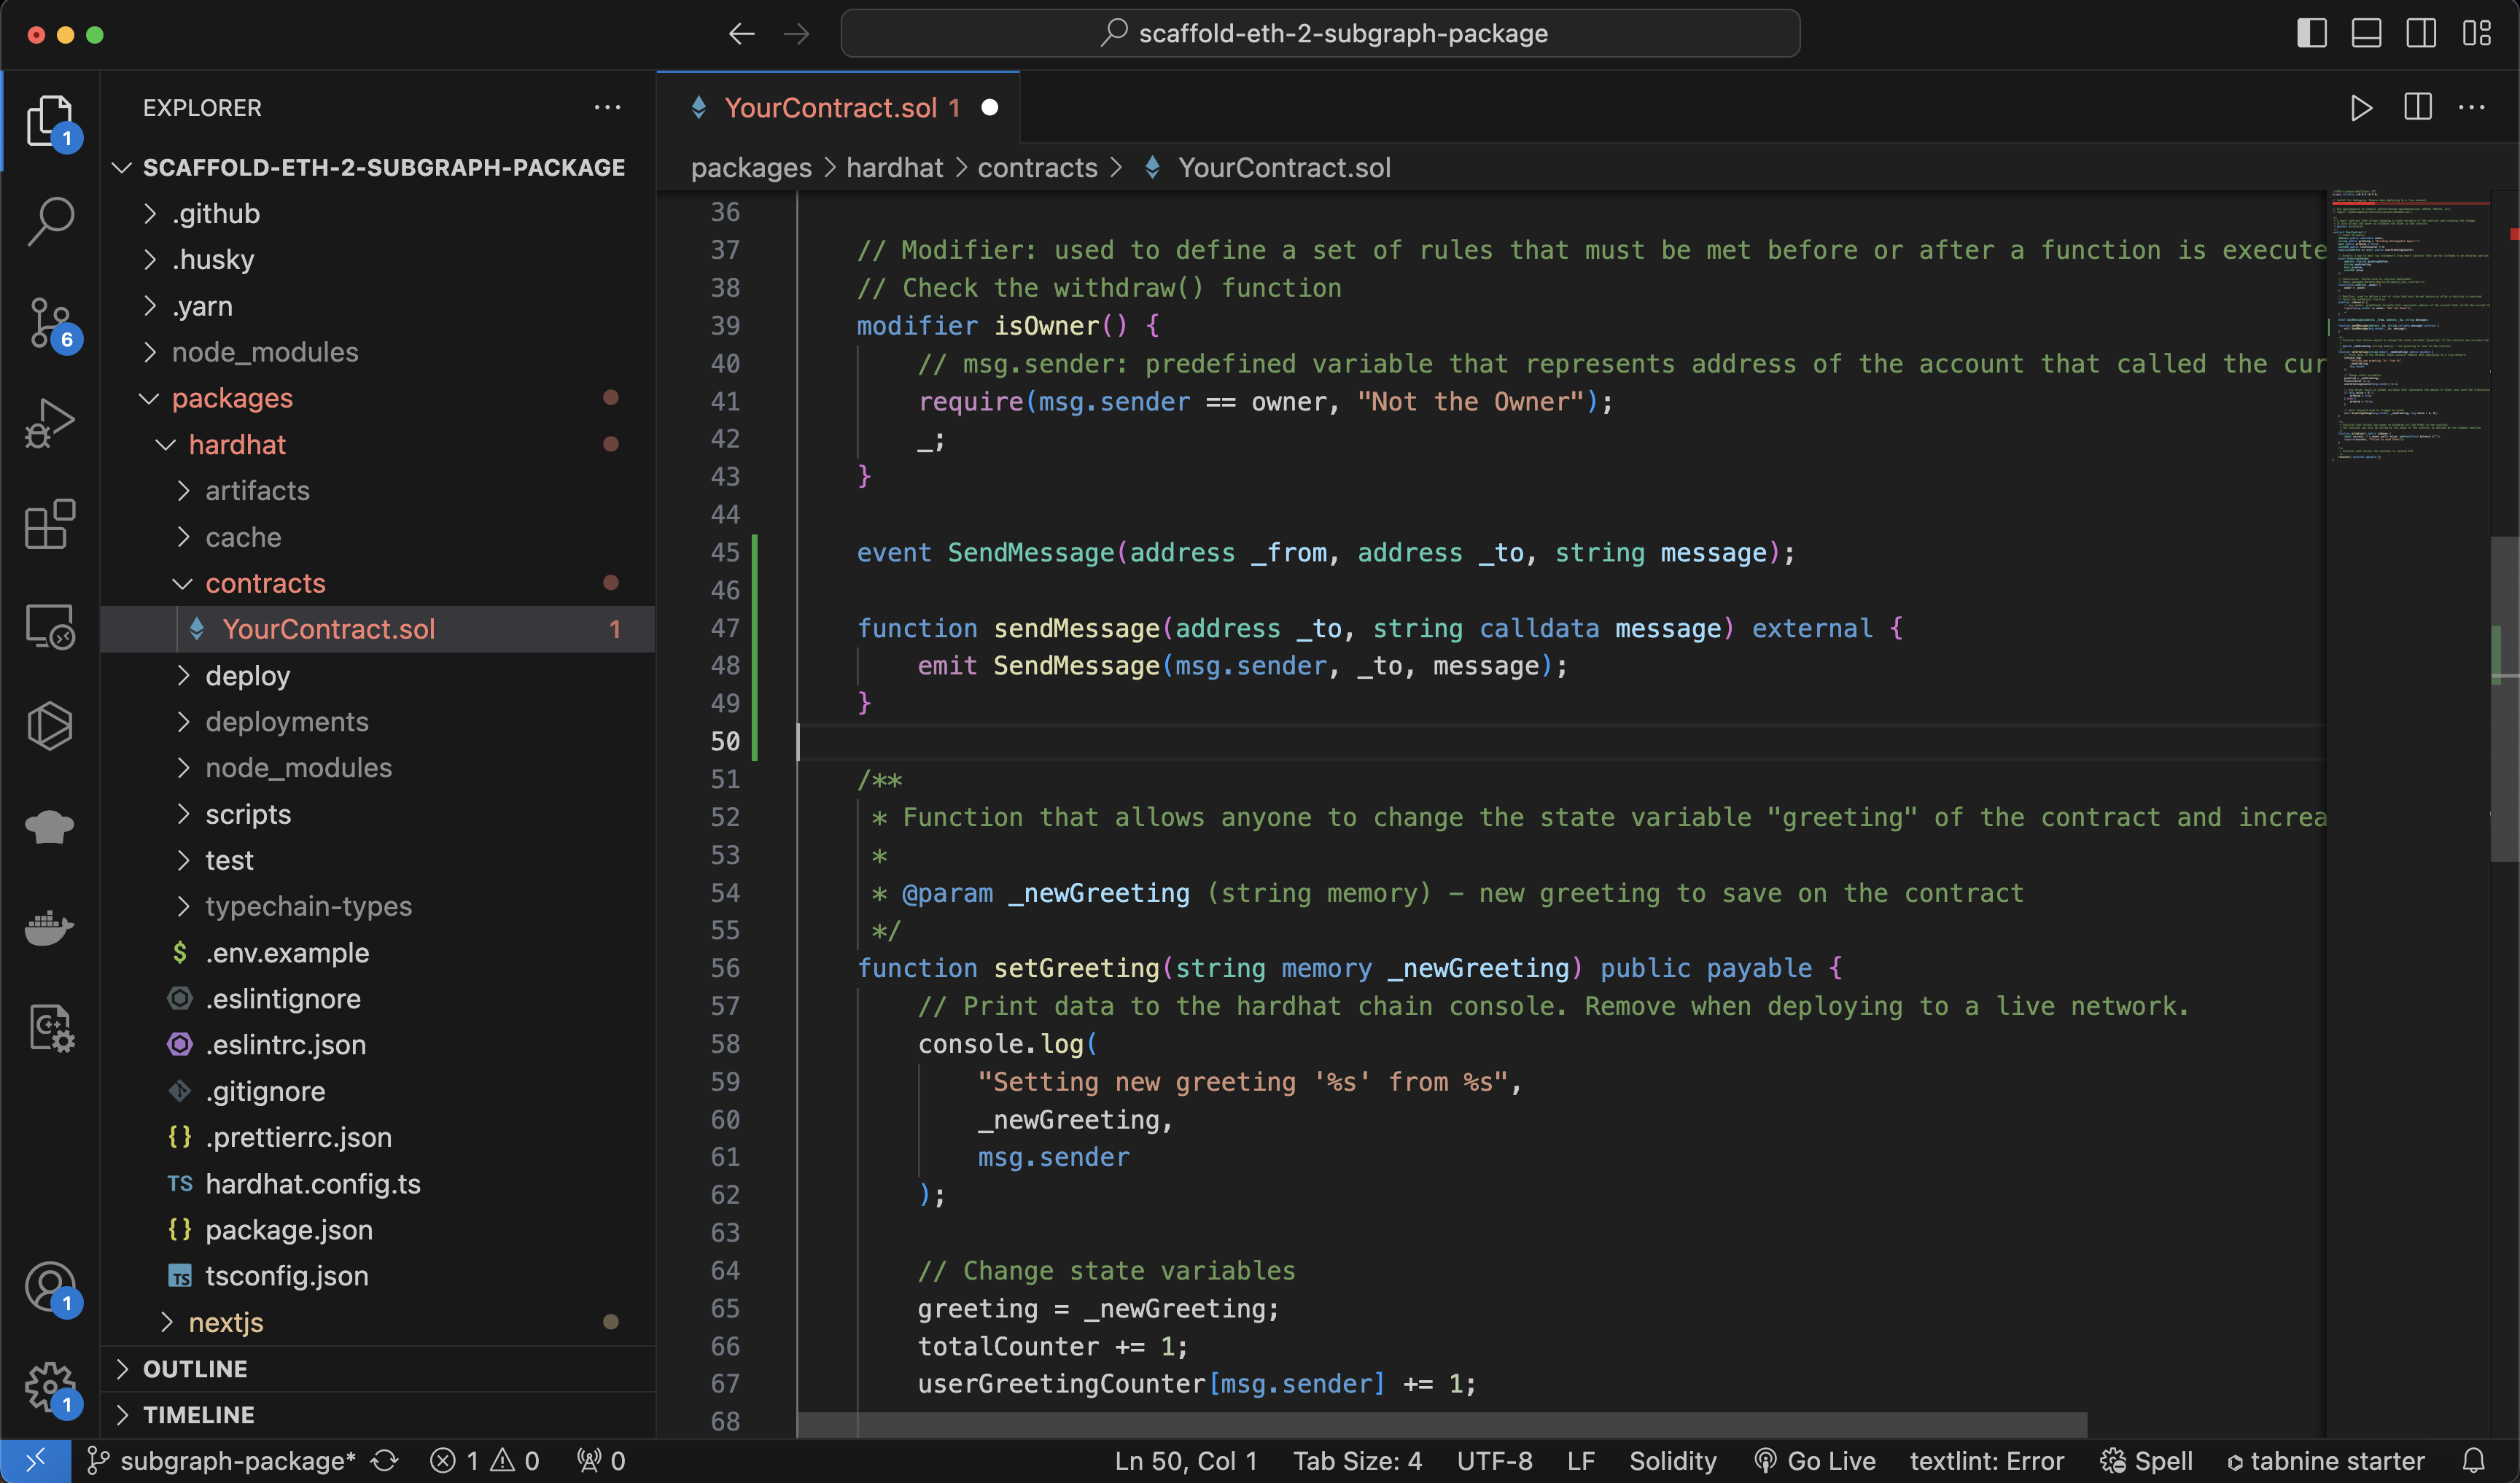 scaffold-eth-2-subgraph-package
EXPLORER
SCAFFOLD-ETH-2-SUBGRAPH-PACKAGE
.github
.husky
.yarn
node_modules
packages
hardhat
artifacts
cache
contracts
YourContract.sol 1
deploy
deployments
node_modules
scripts
test
typechain-types
.env.example
.eslintignore
.eslintrc.json
.gitignore
.prettierrc.json
hardhat.config.ts
package.json
tsconfig.json
nextjs
OUTLINE
TIMELINE
1
6
1
1
YourContract.sol 1
packages > hardhat > contracts > YourContract.sol
36
37 // Modifier: used to define a set of rules that must be met before or after a function is execute
38 // Check the withdraw() function
39 modifier isOwner() {
40 // msg.sender: predefined variable that represents address of the account that called the cur
41 require(msg.sender == owner, "Not the Owner");
42 _;
43 }
44
45 event SendMessage(address _from, address _to, string message);
46
47 function sendMessage(address _to, string calldata message) external {
48 emit SendMessage(msg.sender, _to, message);
49 }
50
51 /**
52 * Function that allows anyone to change the state variable "greeting" of the contract and increa
53 *
54 * @param _newGreeting (string memory) - new greeting to save on the contract
55 */
56 function setGreeting(string memory _newGreeting) public payable {
57 // Print data to the hardhat chain console. Remove when deploying to a live network.
58 console.log(
59 "Setting new greeting '%s' from %s",
60 _newGreeting,
61 msg.sender
62 );
63
64 // Change state variables
65 greeting = _newGreeting;
66 totalCounter += 1;
67 userGreetingCounter[msg.sender] += 1;
68
subgraph-package* 1 0 0 Ln 50, Col 1 Tab Size: 4 UTF-8 LF Solidity Go Live textlint: Error Spell tabnine starter